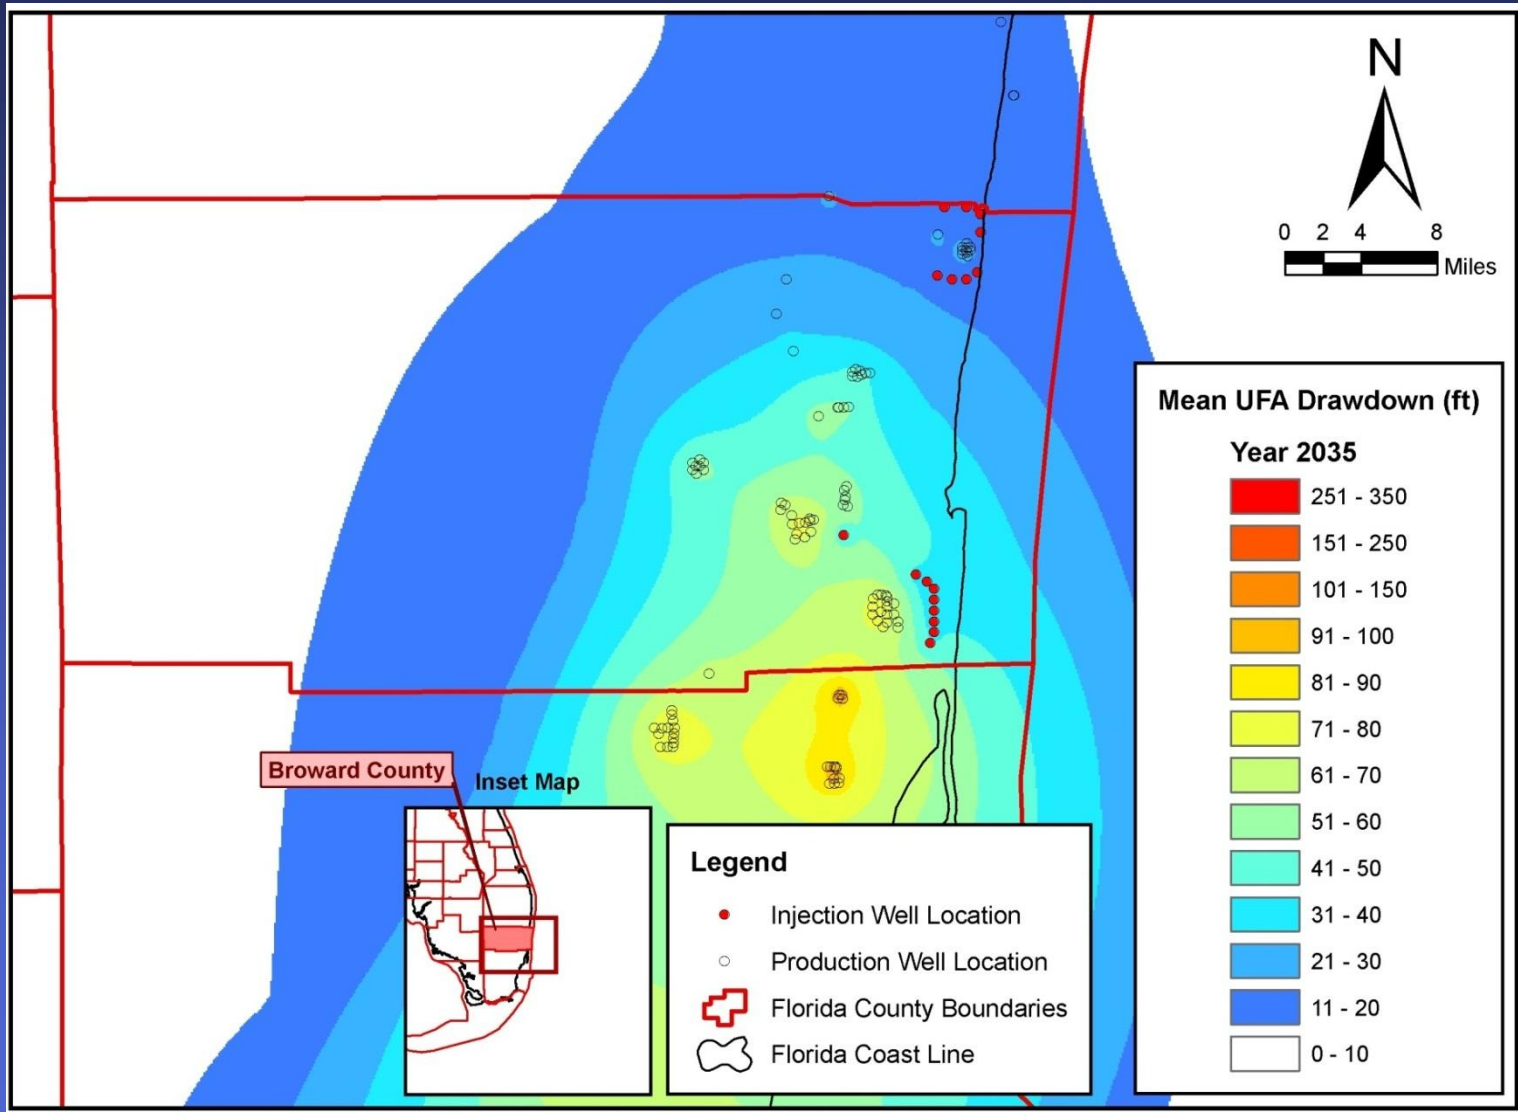 N
0 2 4 8
Miles
Mean UFA Drawdown (ft)
Year 2035
251 - 350
151 - 250
101 - 150
91 - 100
81 - 90
71 - 80
61 - 70
51 - 60
41 - 50
31 - 40
21 - 30
11 - 20
0 - 10
Broward County
Inset Map
Legend
Injection Well Location
Production Well Location
Florida County Boundaries
Florida Coast Line